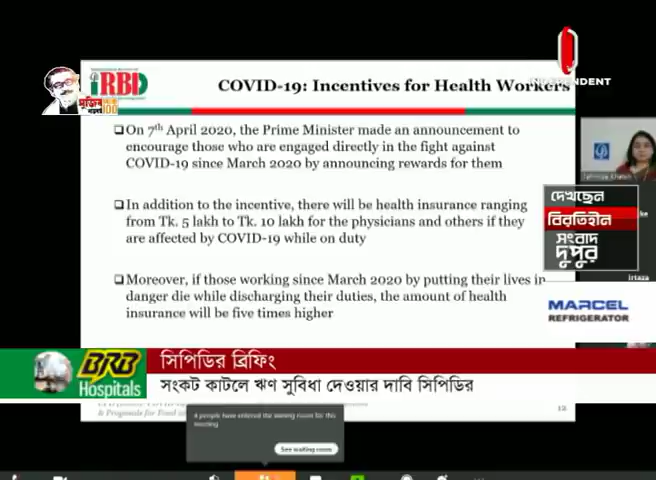 iRBD
COVID-19: Incentives for Health Workers
INDEPENDENT
On 7th April 2020, the Prime Minister made an announcement to
encourage those who are engaged directly in the fight against
COVID-19 since March 2020 by announcing rewards for them
In addition to the incentive, there will be health insurance ranging
from Tk. 5 lakh to Tk. 10 lakh for the physicians and others if they
are affected by COVID-19 while on duty
Moreover, if those working since March 2020 by putting their lives in
danger die while discharging their duties, the amount of health
insurance will be five times higher
দেখছেন
বিরতিহীন
সংবাদ
দুপুর
irtaza
MARCEL
REFRIGERATOR
BRB
Hospitals
সিপিডির ব্রিফিং
সংকট কাটলে ঋণ সুবিধা দেওয়ার দাবি সিপিডির
4 people have entered the waiting room for this
meeting
See waiting room